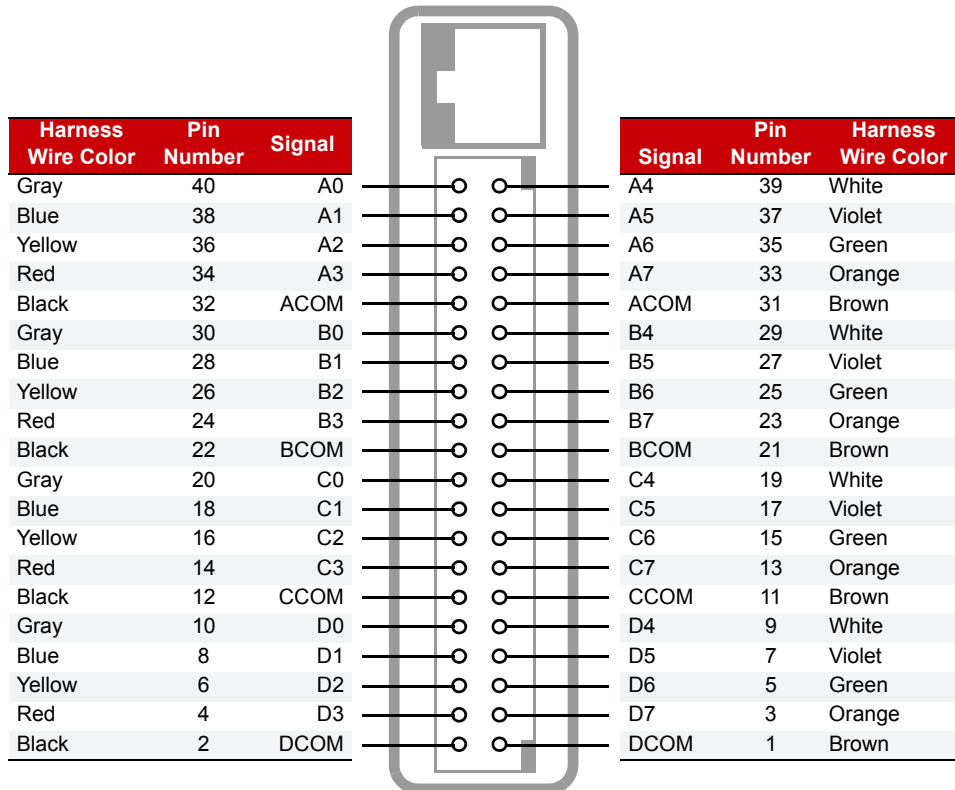 Harness Wire Color Pin Number Signal Signal Pin Number Harness Wire Color
Gray 40 A0 A4 39 White
Blue 38 A1 A5 37 Violet
Yellow 36 A2 A6 35 Green
Red 34 A3 A7 33 Orange
Black 32 ACOM ACOM 31 Brown
Gray 30 B0 B4 29 White
Blue 28 B1 B5 27 Violet
Yellow 26 B2 B6 25 Green
Red 24 B3 B7 23 Orange
Black 22 BCOM BCOM 21 Brown
Gray 20 C0 C4 19 White
Blue 18 C1 C5 17 Violet
Yellow 16 C2 C6 15 Green
Red 14 C3 C7 13 Orange
Black 12 CCOM CCOM 11 Brown
Gray 10 D0 D4 9 White
Blue 8 D1 D5 7 Violet
Yellow 6 D2 D6 5 Green
Red 4 D3 D7 3 Orange
Black 2 DCOM DCOM 1 Brown